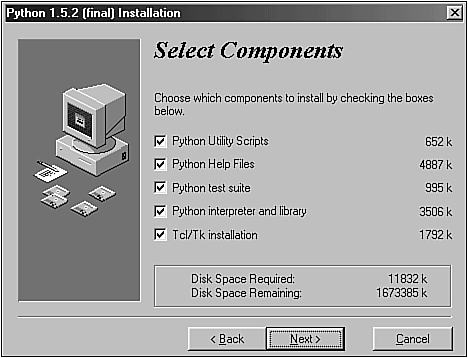 Python 1.5.2 (final) Installation
Select Components
Choose which components to install by checking the boxes
below.
Python Utility Scripts 652 k
Python Help Files 4887 k
Python test suite 995 k
Python interpreter and library 3506 k
Tcl/Tk installation 1792 k
Disk Space Required: 11832 k
Disk Space Remaining: 1673385 k
< Back Next > Cancel